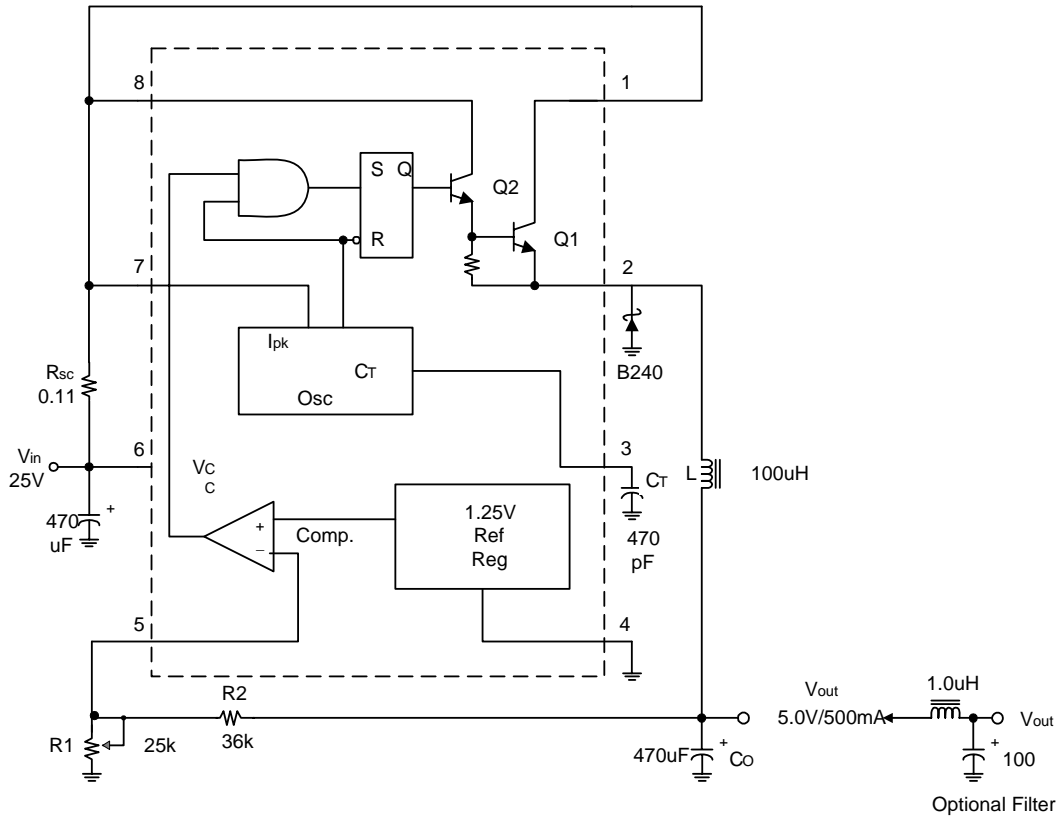 8
1
S Q
Q2
R
Q1
7
2
Ipk
CT
Osc
B240
Rsc
0.11
6
3
Vin
25V
VC
C
CT
L
100uH
470
uF
+
+
−
Comp.
1.25V
Ref
Reg
470
pF
5
4
R2
36k
R1
25k
Vout
5.0V/500mA
1.0uH
Vout
470uF
+
CO
+
100
Optional Filter